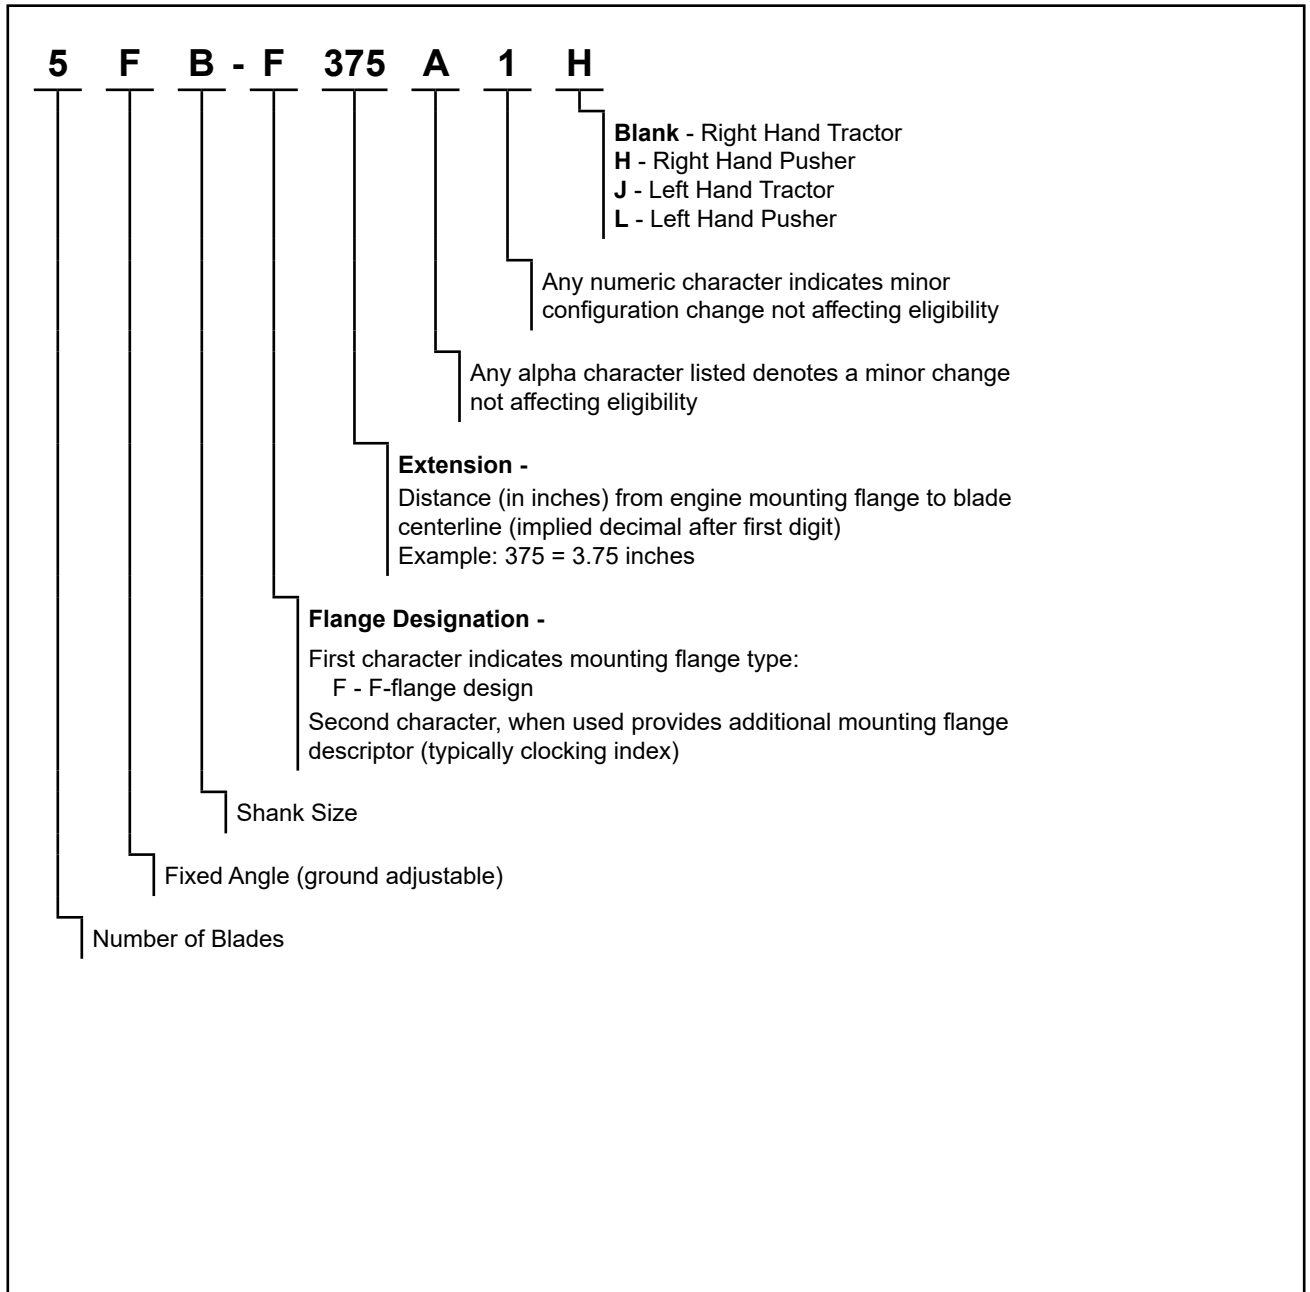 5 F B - F 375 A 1 H
Blank - Right Hand Tractor
H - Right Hand Pusher
J - Left Hand Tractor
L - Left Hand Pusher
Any numeric character indicates minor
configuration change not affecting eligibility
Any alpha character listed denotes a minor change
not affecting eligibility
Extension -
Distance (in inches) from engine mounting flange to blade
centerline (implied decimal after first digit)
Example: 375 = 3.75 inches
Flange Designation -
First character indicates mounting flange type:
F - F-flange design
Second character, when used provides additional mounting flange
descriptor (typically clocking index)
Shank Size
Fixed Angle (ground adjustable)
Number of Blades